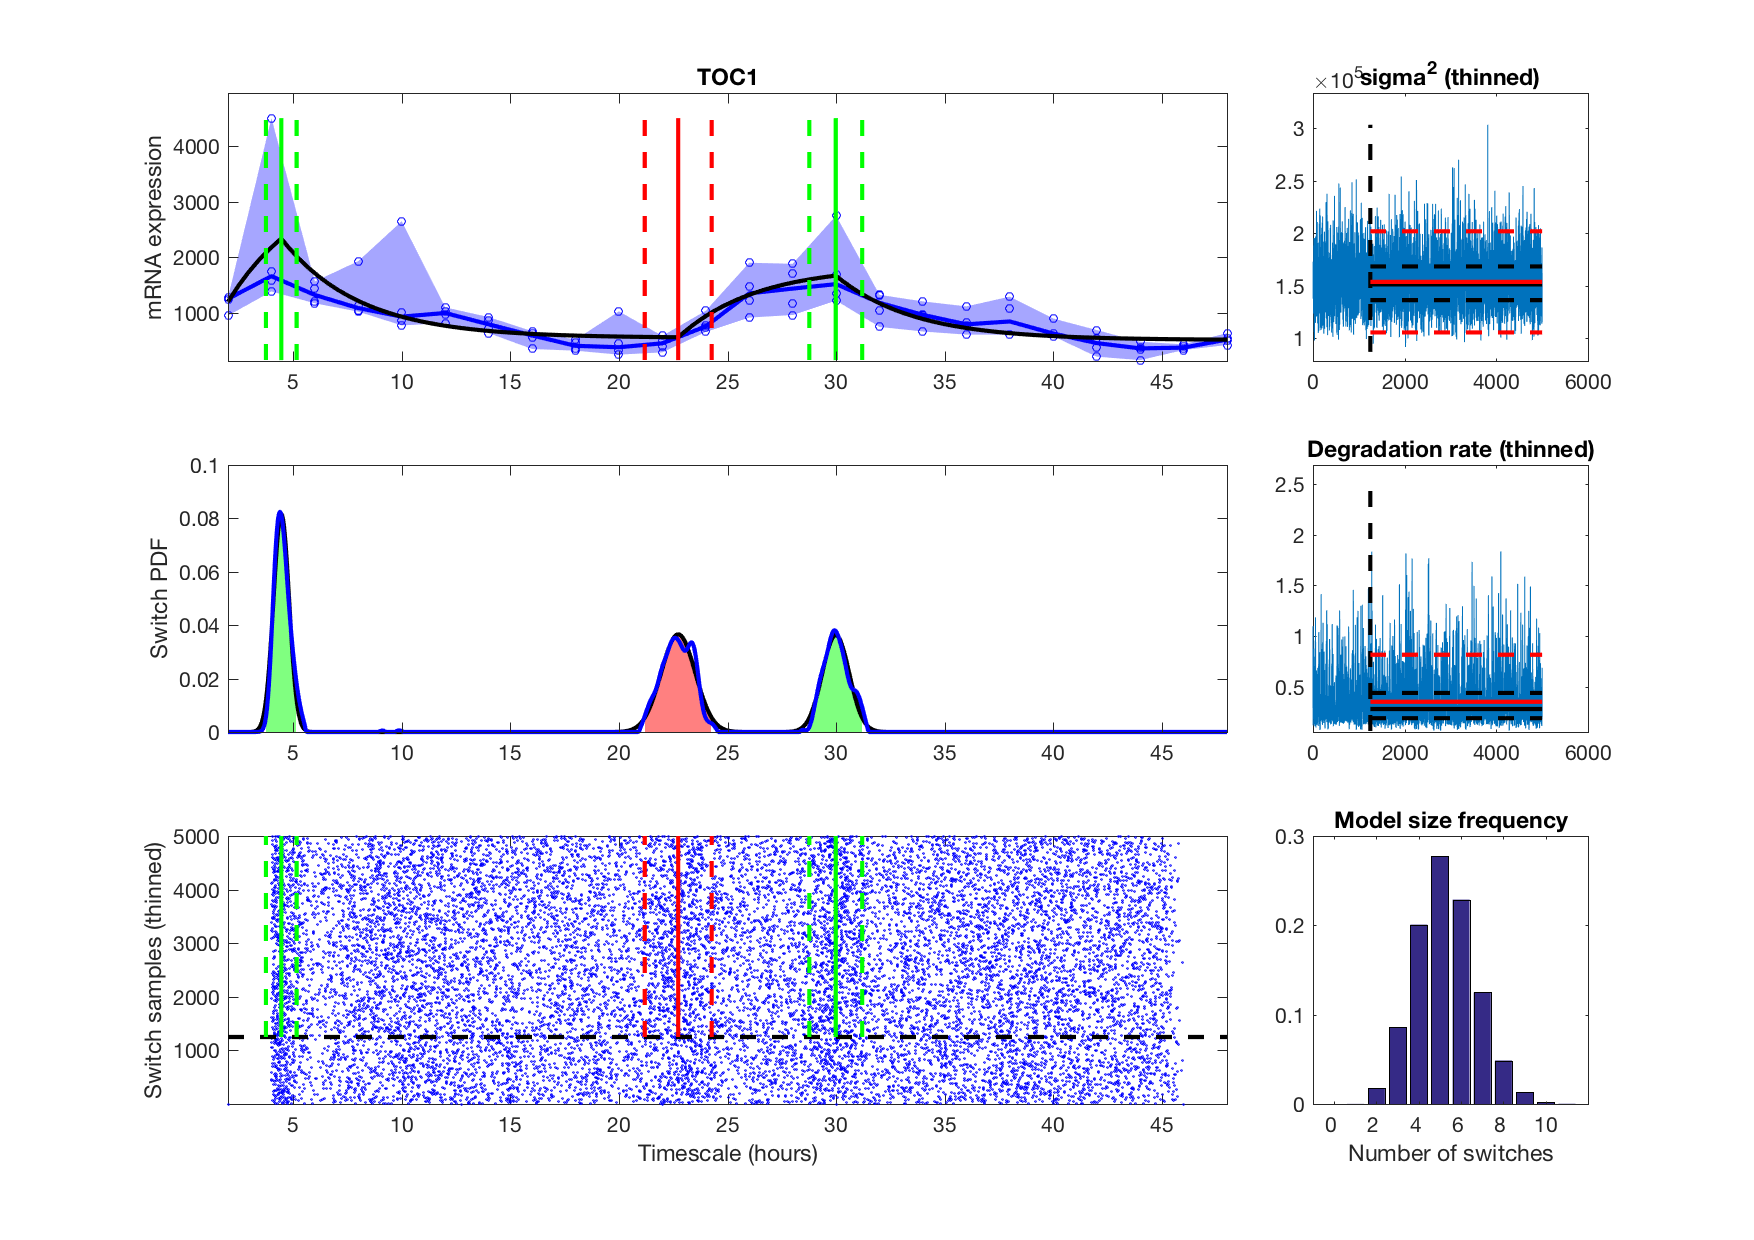 TOC1
mRNA expression
4000
3000
2000
1000
5 10 15 20 25 30 35 40 45
×10⁵
sigma² (thinned)
3
2.5
2
1.5
1
0 2000 4000 6000
Switch PDF
0.1
0.08
0.06
0.04
0.02
0
5 10 15 20 25 30 35 40 45
Degradation rate (thinned)
2.5
2
1.5
1
0.5
0 2000 4000 6000
Switch samples (thinned)
5000
4000
3000
2000
1000
5 10 15 20 25 30 35 40 45
Timescale (hours)
Model size frequency
0.3
0.2
0.1
0
0 2 4 6 8 10
Number of switches